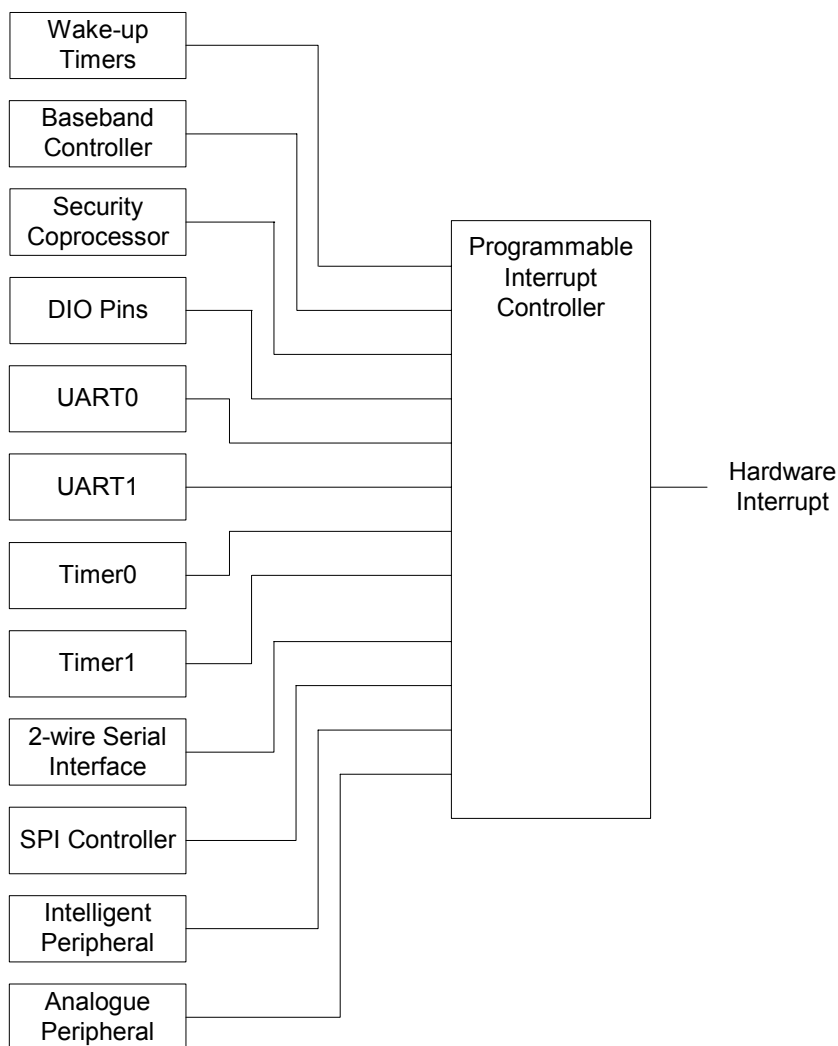 Wake-up
Timers
Baseband
Controller
Security
Coprocessor
DIO Pins
UART0
UART1
Timer0
Timer1
2-wire Serial
Interface
SPI Controller
Intelligent
Peripheral
Analogue
Peripheral
Programmable
Interrupt
Controller
Hardware
Interrupt